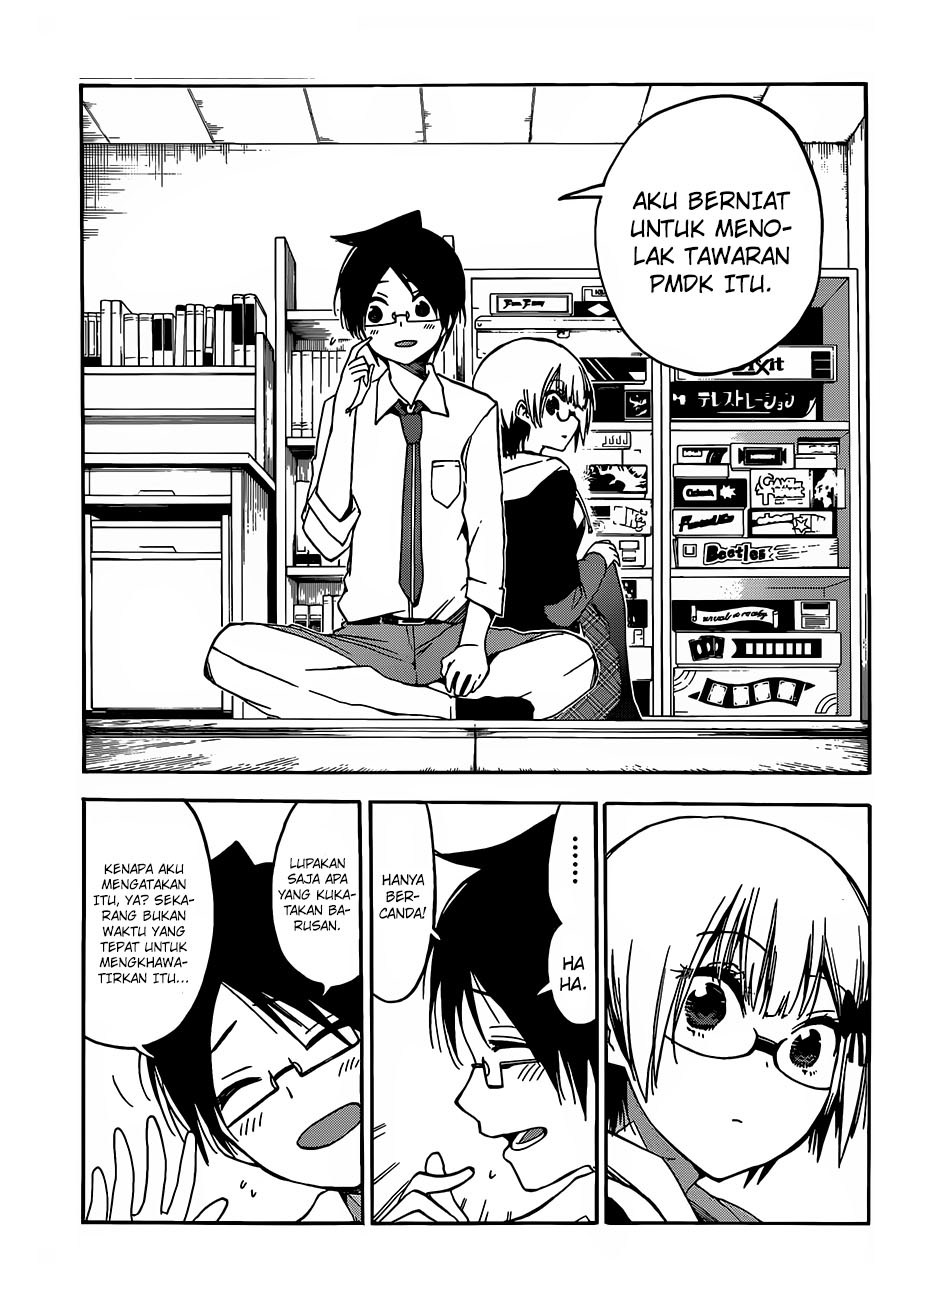 AKU BERNIAT
UNTUK MENO-
LAK TAWARAN
PMDK ITU.
xit
テレストレーション
Beetles
......
HA
HA.
HANYA
BER-
CANDA!
LUPAKAN
SAJA APA
YANG KUKA-
TAKAN BA-
RUSAN.
KENAPA AKU
MENGATAKAN
ITU, YA? SEKA-
RANG BUKAN
WAKTU YANG
TEPAT UNTUK
MENGKHAWA-
TIRKAN ITU...